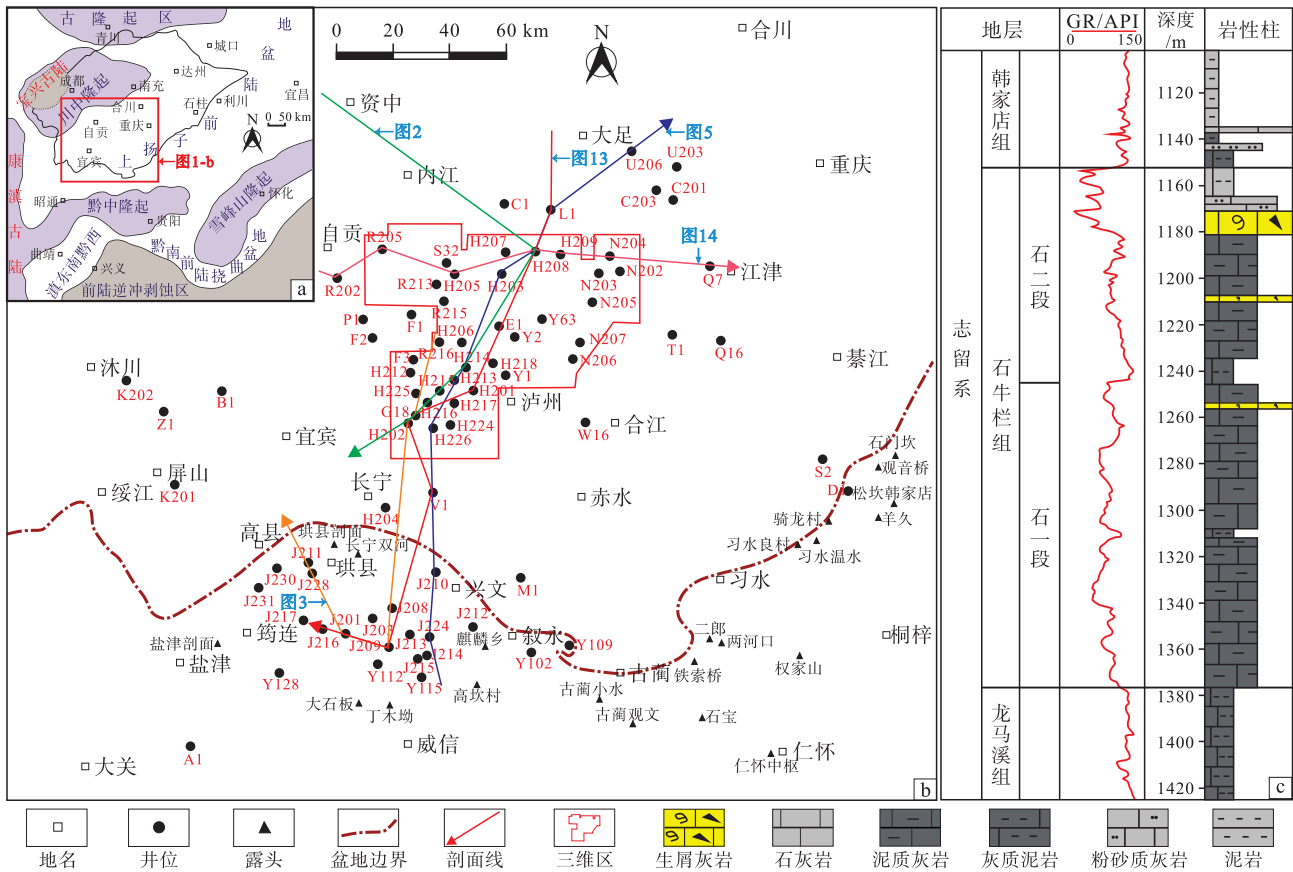 古隆起区
地
盆
陆
前
青川
城口
达州
宜昌
宝兴古陆
成都
川中隆起
南充
合川
石柱
利川
自贡
重庆
宜宾
子
扬
上
N
0 50 km
图1-b
康
滇
古
陆
昭通
黔中隆起
贵阳
雪峰山隆起
怀化
曲靖
滇东南黔西
兴义
黔南前陆挠曲盆地
前陆逆冲剥蚀区
a
0 20 40 60 km
N
合川
资中
图2
大足
图5
U206
U203
图13
重庆
内江
C201
C203
C1
L1
自贡
R205
S32
H207
H209
N204
图14
H208
N202
江津
R202
R213
H205
H203
N203
Q7
R215
N205
P1
F1
H206
E1
Y63
F2
Y2
N207
T1
Q16
R216
F3
H214
H218
N206
綦江
沐川
H212
H215
H213
Y1
K202
B1
H225
H201
泸州
Z1
G18
H216
H217
合江
宜宾
H202
H224
W16
H226
石门坎
屏山
S2
观音桥
K201
长宁
绥江
V1
赤水
D1
松坎韩家店
H204
骑龙村
羊久
高县
珙县剖面
长宁双河
习水良村
习水温水
J211
珙县
J230
J228
J210
兴文
M1
习水
J231
图3
J217
J201
J208
J212
J203
J224
筠连
J216
J209
J213
麒麟乡
叙永
二郎
两河口
桐梓
盐津剖面
J214
Y109
盐津
J215
Y102
Y112
古蔺
铁索桥
权家山
Y128
Y115
大石板
丁木坳
高坎村
古蔺小水
古蔺观文
石宝
A1
威信
仁怀
大关
仁怀中枢
b
地层
GR/API
0 150
深度
/m
岩性柱
志留系
韩家店组
石牛栏组
石二段
石一段
龙马溪组
1120
1140
1160
1180
1200
1220
1240
1260
1280
1300
1320
1340
1360
1380
1400
1420
c
地名
井位
露头
盆地边界
剖面线
三维区
生屑灰岩
石灰岩
泥质灰岩
灰质泥岩
粉砂质灰岩
泥岩